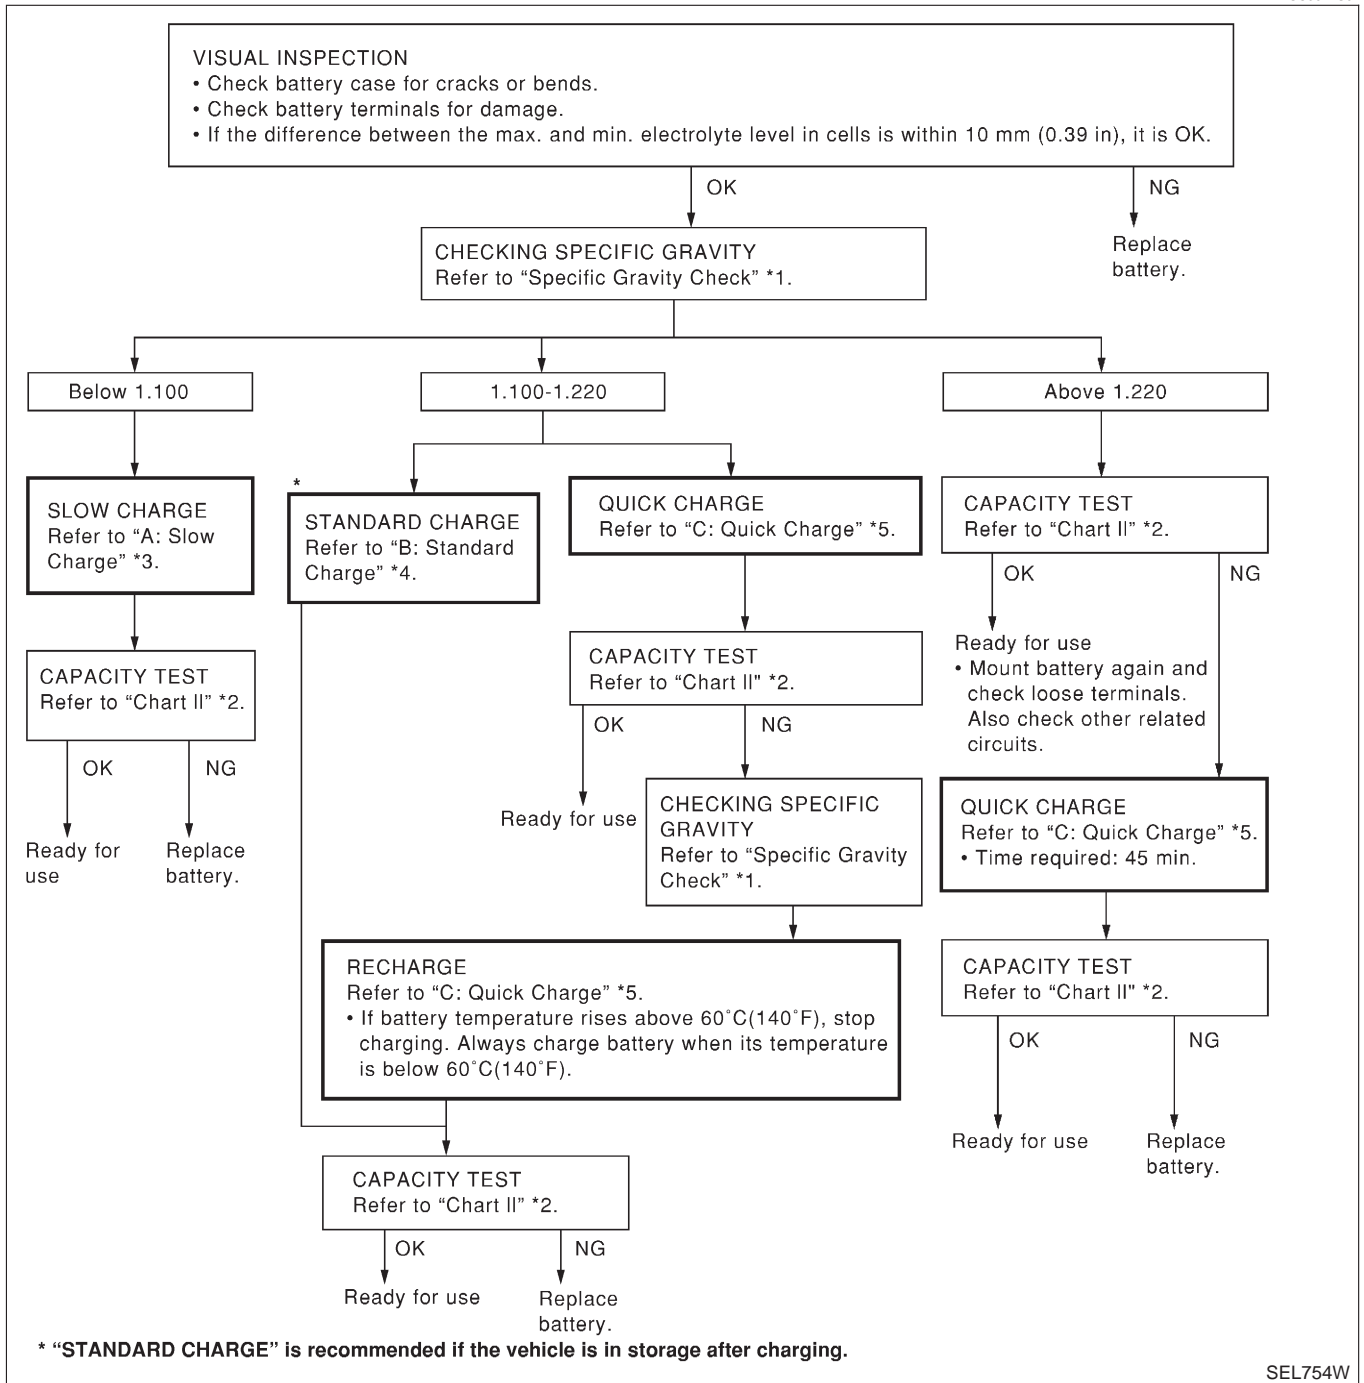 VISUAL INSPECTION
• Check battery case for cracks or bends.
• Check battery terminals for damage.
• If the difference between the max. and min. electrolyte level in cells is within 10 mm (0.39 in), it is OK.
OK
NG
Replace
battery.
CHECKING SPECIFIC GRAVITY
Refer to “Specific Gravity Check” *1.
Below 1.100
1.100-1.220
Above 1.220
SLOW CHARGE
Refer to “A: Slow
Charge” *3.
CAPACITY TEST
Refer to “Chart II” *2.
OK
NG
Ready for
use
Replace
battery.
*
STANDARD CHARGE
Refer to “B: Standard
Charge” *4.
QUICK CHARGE
Refer to “C: Quick Charge” *5.
CAPACITY TEST
Refer to “Chart II" *2.
OK
NG
Ready for use
CHECKING SPECIFIC
GRAVITY
Refer to “Specific Gravity
Check” *1.
RECHARGE
Refer to “C: Quick Charge” *5.
• If battery temperature rises above 60˚C(140˚F), stop
charging. Always charge battery when its temperature
is below 60˚C(140˚F).
CAPACITY TEST
Refer to “Chart II” *2.
OK
NG
Ready for use
Replace
battery.
CAPACITY TEST
Refer to “Chart II” *2.
OK
NG
Ready for use
• Mount battery again and
check loose terminals.
Also check other related
circuits.
QUICK CHARGE
Refer to “C: Quick Charge” *5.
• Time required: 45 min.
CAPACITY TEST
Refer to “Chart II" *2.
OK
NG
Ready for use
Replace
battery.
* “STANDARD CHARGE” is recommended if the vehicle is in storage after charging.
SEL754W